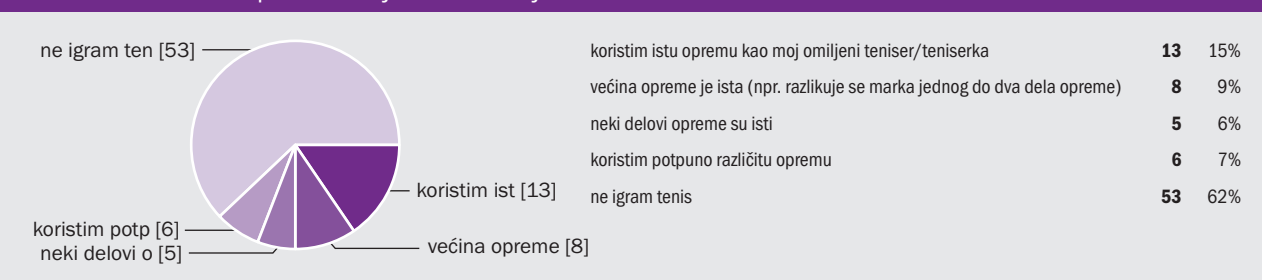 ne igram ten [53]
koristim ist [13]
većina opreme [8]
neki delovi o [5]
koristim potp [6]
koristim istu opremu kao moj omiljeni teniser/teniserka 13 15%
većina opreme je ista (npr. razlikuje se marka jednog do dva dela opreme) 8 9%
neki delovi opreme su isti 5 6%
koristim potpuno različitu opremu 6 7%
ne igram tenis 53 62%